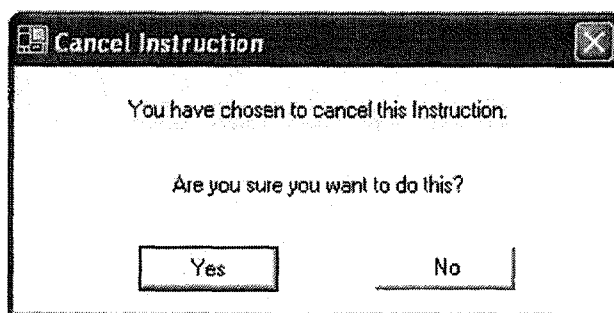 Cancel Instruction
You have chosen to cancel this Instruction.
Are you sure you want to do this?
Yes No